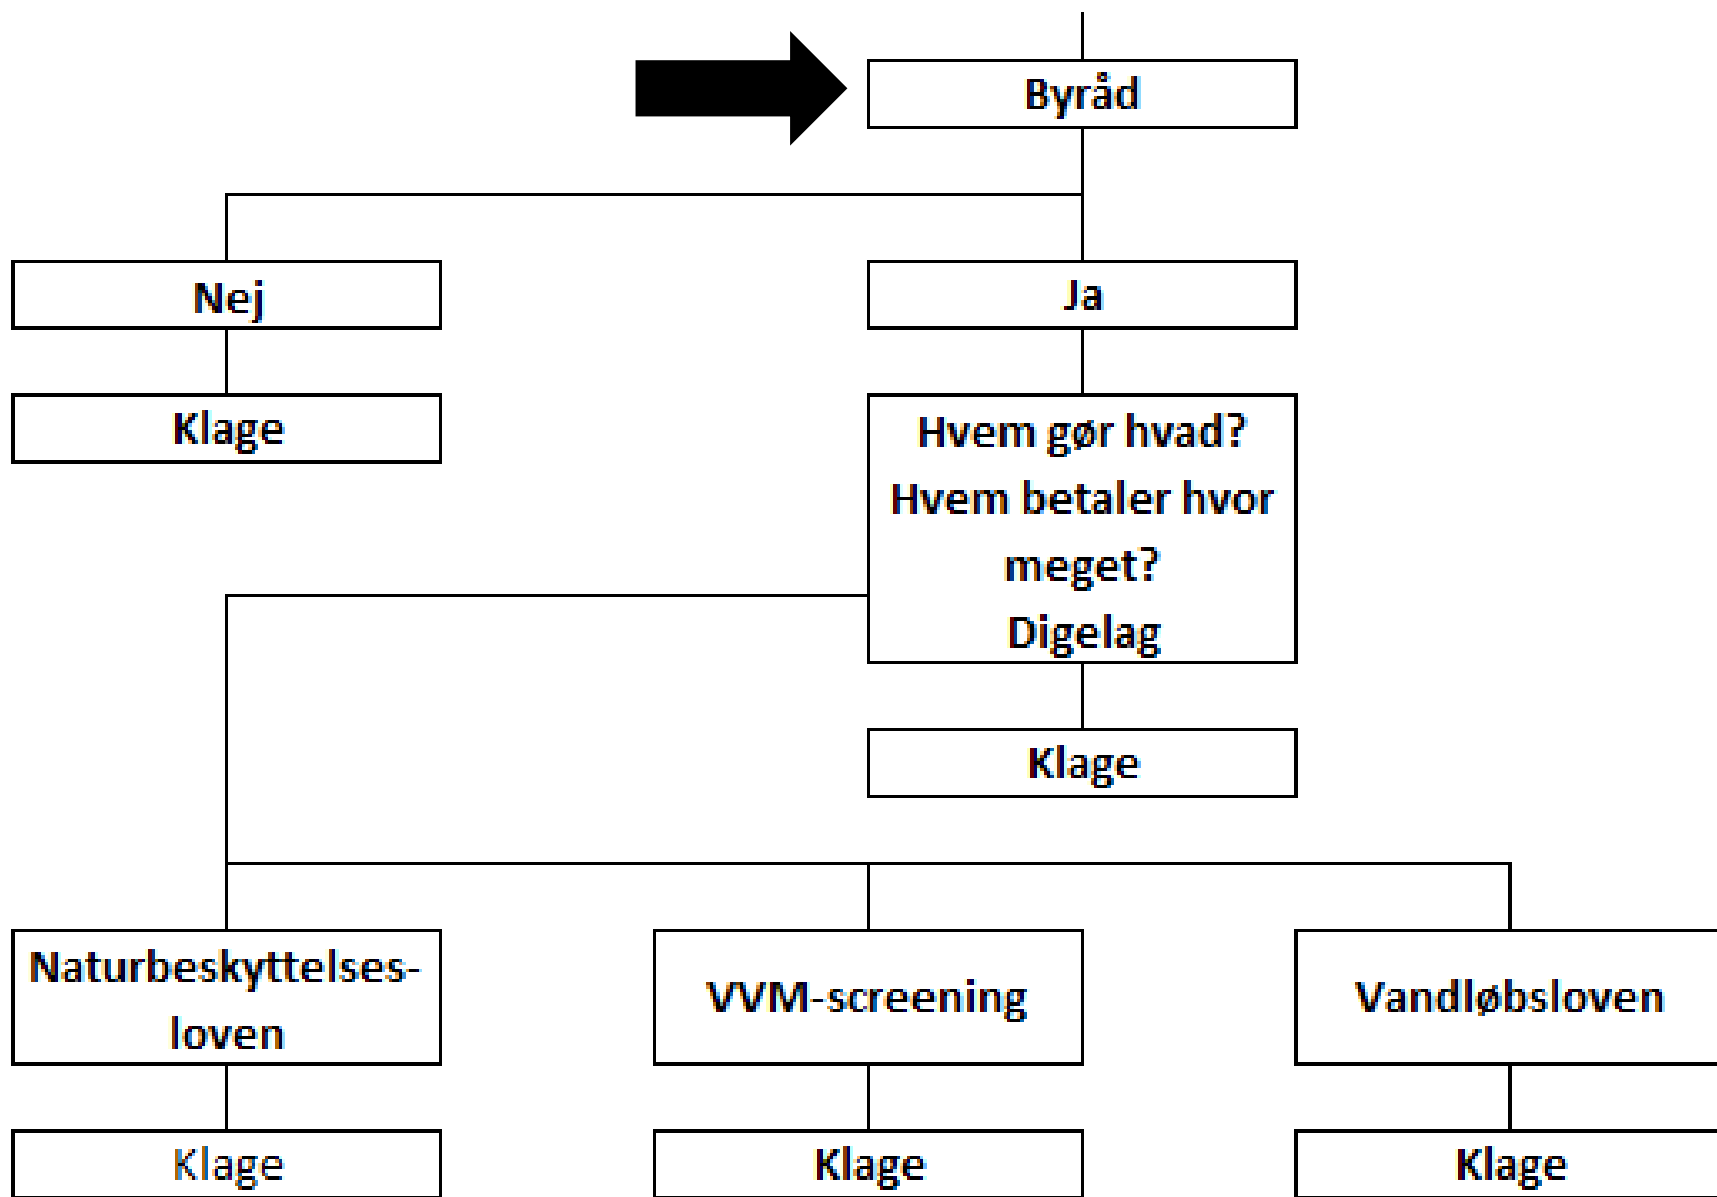 Byråd
Nej
Ja
Klage
Hvem gør hvad?
Hvem betaler hvor
meget?
Digelag
Klage
Naturbeskyttelses-
loven
VVM-screening
Vandløbsloven
Klage
Klage
Klage